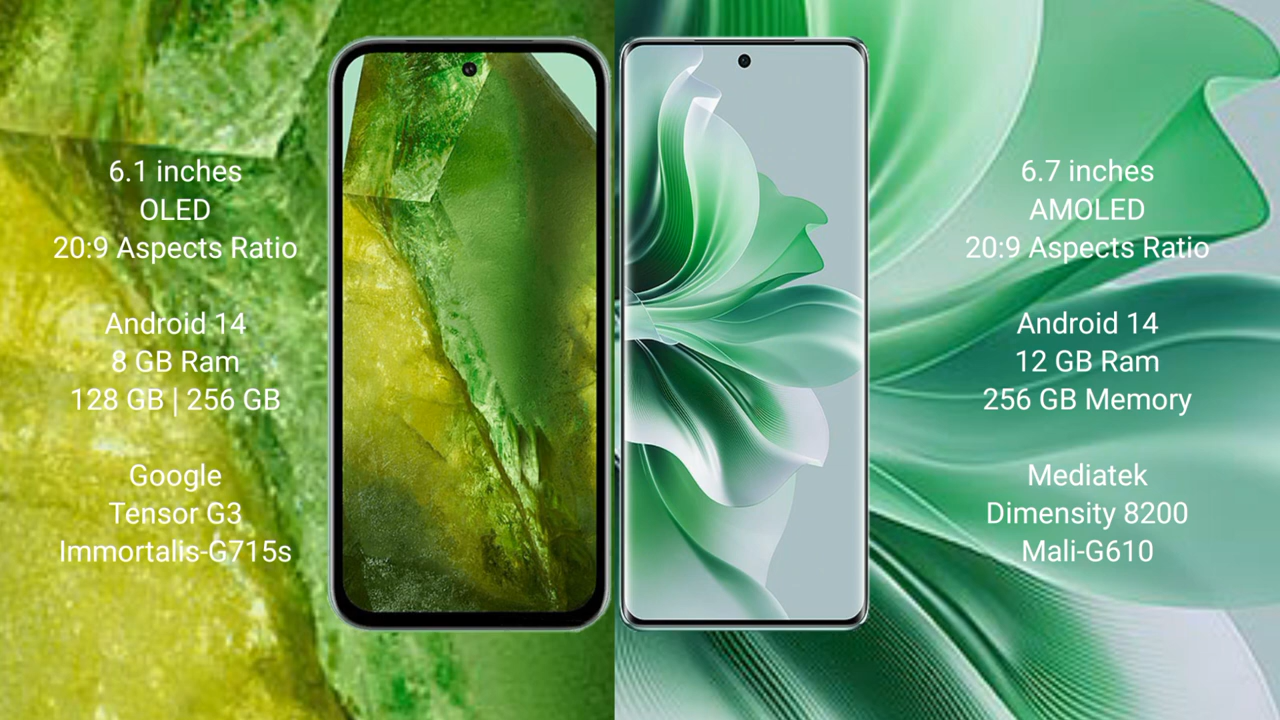 6.1 inches
OLED
20:9 Aspects Ratio
Android 14
8 GB Ram
128 GB | 256 GB
Google
Tensor G3
Immortalis-G715s
6.7 inches
AMOLED
20:9 Aspects Ratio
Android 14
12 GB Ram
256 GB Memory
Mediatek
Dimensity 8200
Mali-G610